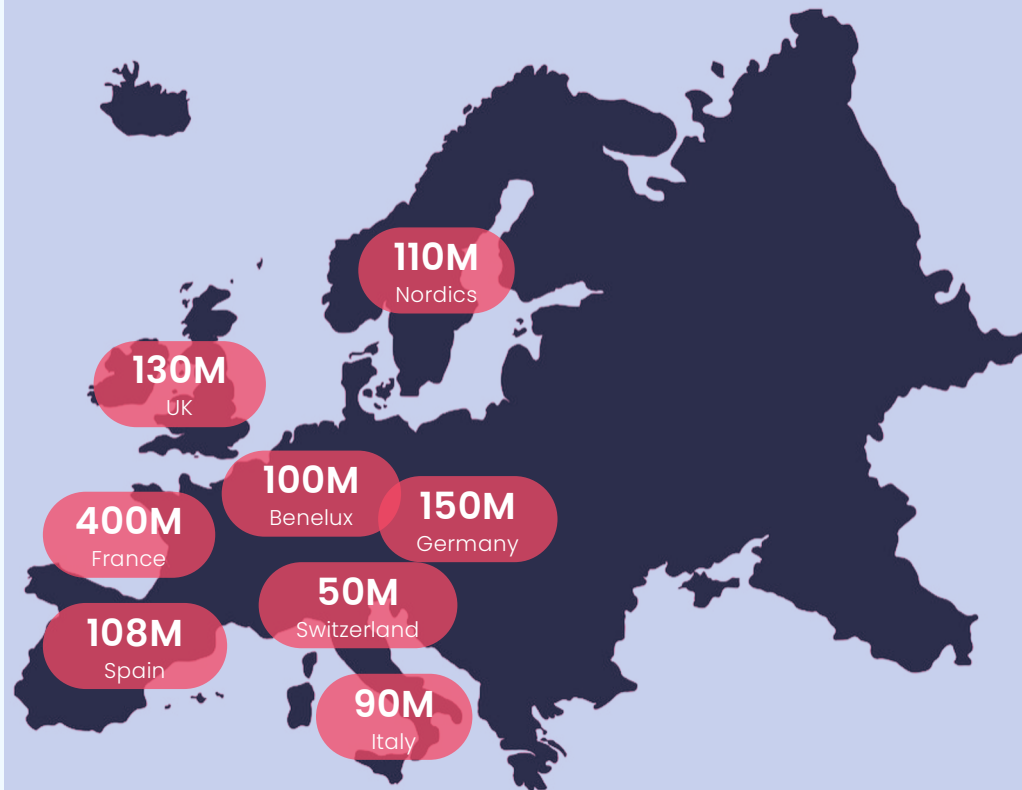 110M
Nordics
130M
UK
100M
Benelux
150M
Germany
400M
France
50M
Switzerland
108M
Spain
90M
Italy